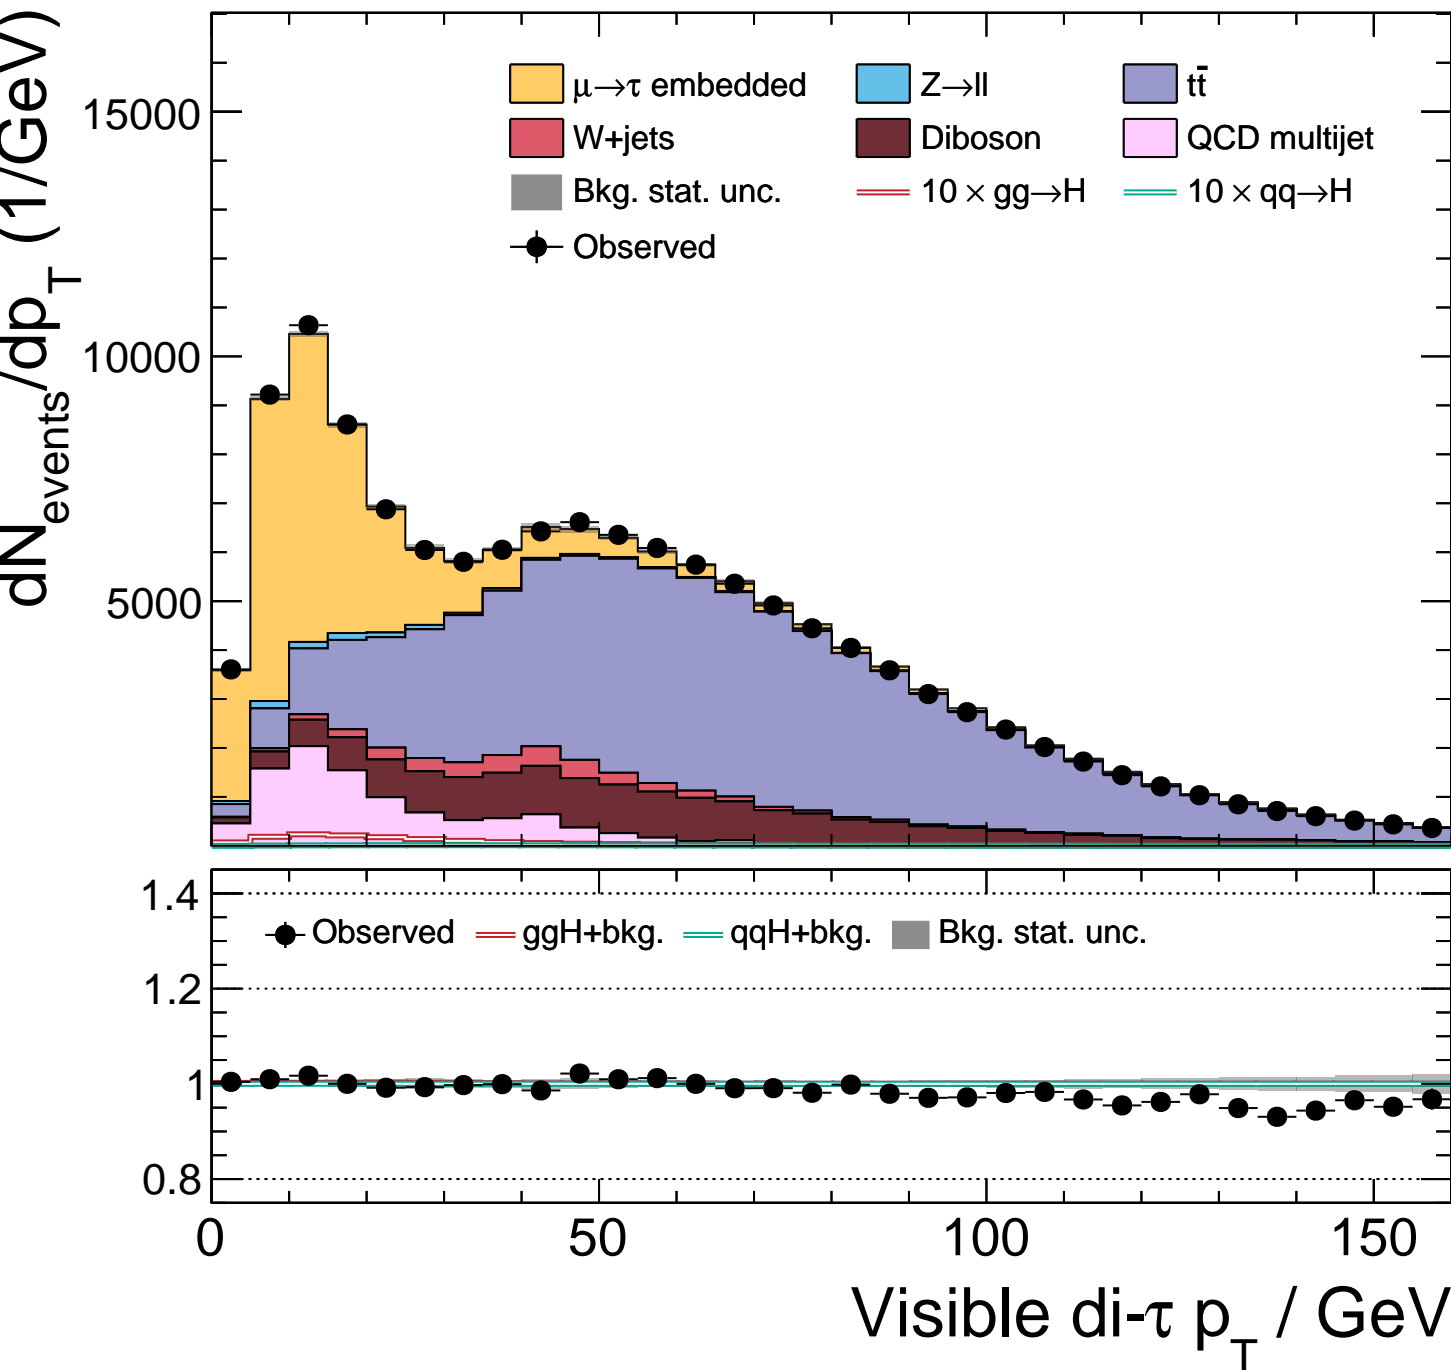 dN_events/dp_T (1/GeV)
μ→τ embedded Z→ll tt̄
W+jets Diboson QCD multijet
Bkg. stat. unc. 10 × gg→H 10 × qq→H
Observed
15000
10000
5000
Observed ggH+bkg. qqH+bkg. Bkg. stat. unc.
1.4
1.2
1
0.8
0 50 100 150
Visible di-τ p_T / GeV